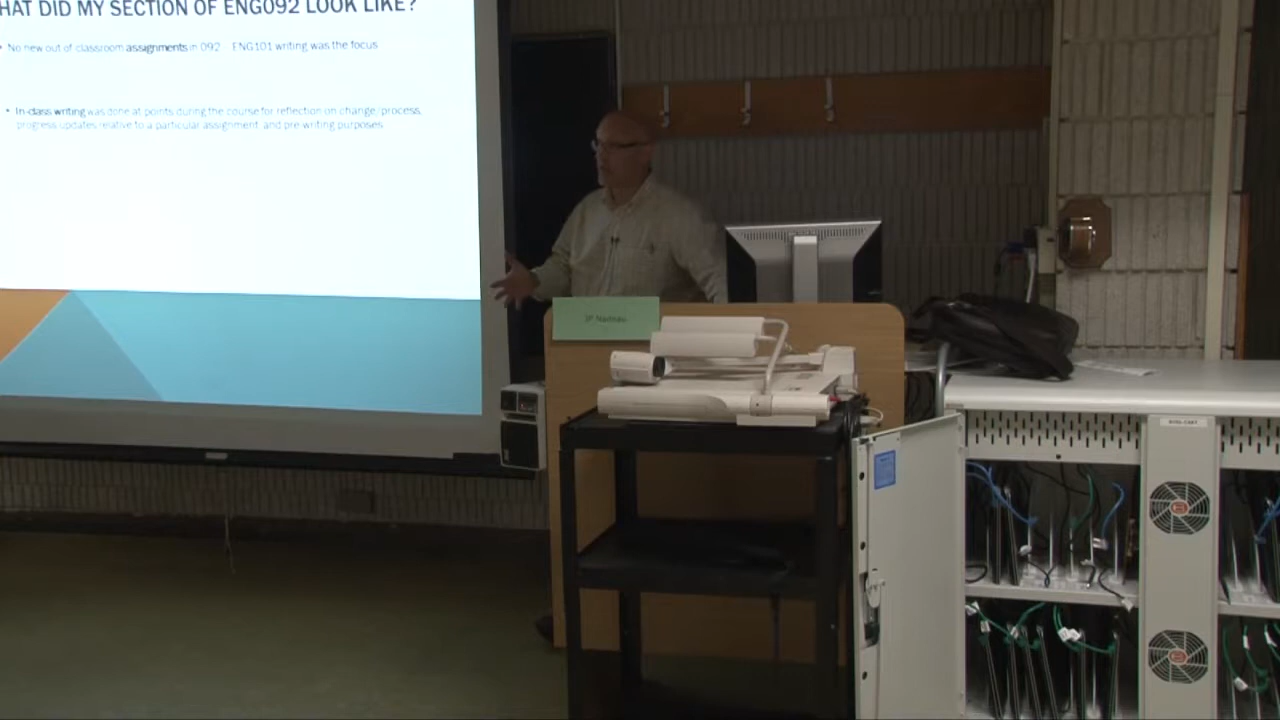 HAT DID MY SECTION OF ENG092 LOOK LIKE?
• No new out of classroom assignments in 092 ENG101 writing was the focus
• In-class writing was done at points during the course for reflection on change/process,
progress updates relative to a particular assignment, and pre-writing purposes
JP Nadeau